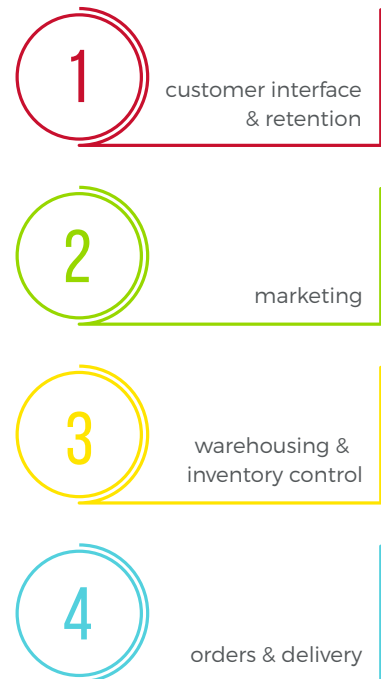 1
customer interface
& retention
2
marketing
3
warehousing &
inventory control
4
orders & delivery